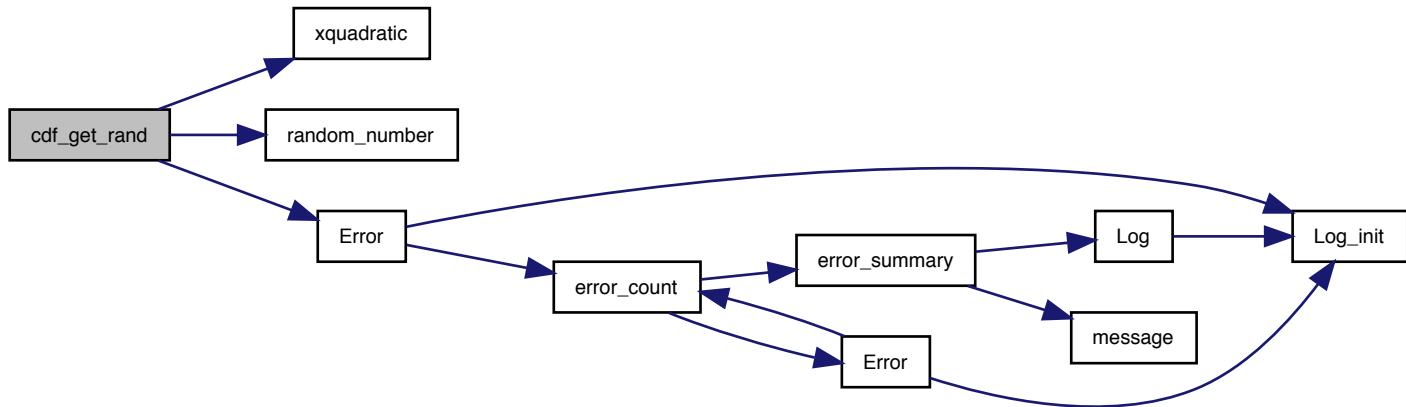 xquadratic
cdf_get_rand
random_number
Error
error_count
error_summary
Log
Log_init
message
Error